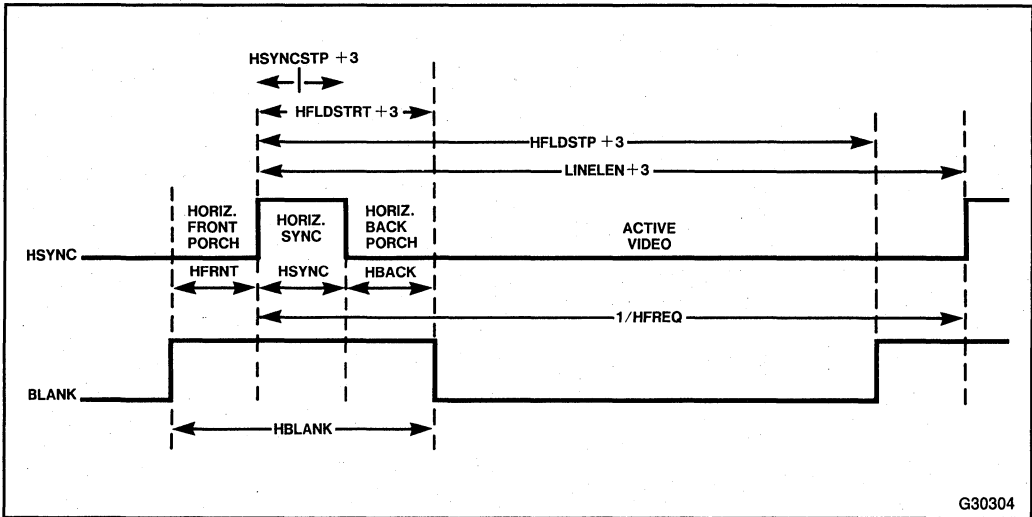 HSYNCSTP +3
HFLDSTRT +3
HFLDSTP +3
LINELEN+3
HORIZ.
FRONT
PORCH
HORIZ.
SYNC
HORIZ.
BACK
PORCH
ACTIVE
VIDEO
HSYNC
HFRNT
HSYNC
HBACK
1/HFREQ
BLANK
HBLANK
G30304